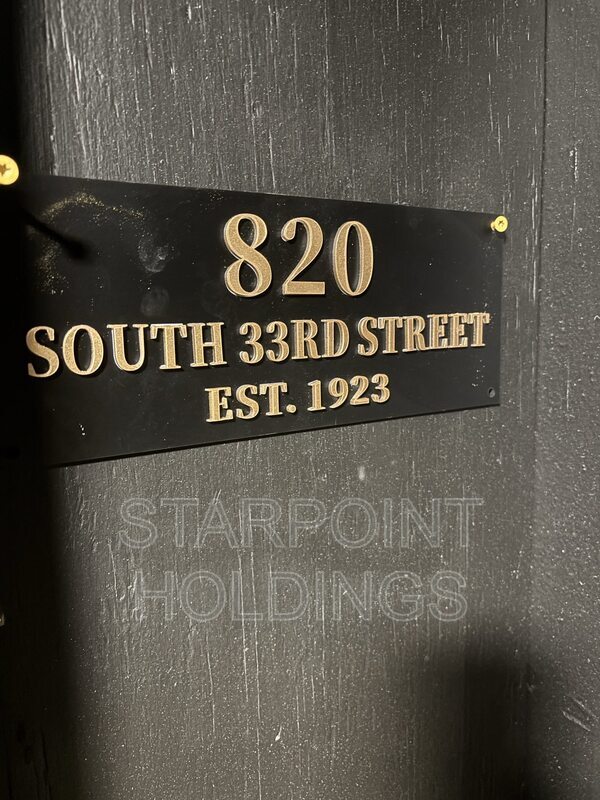 820
SOUTH 33RD STREET
EST. 1923
STARPOINT
HOLDINGS